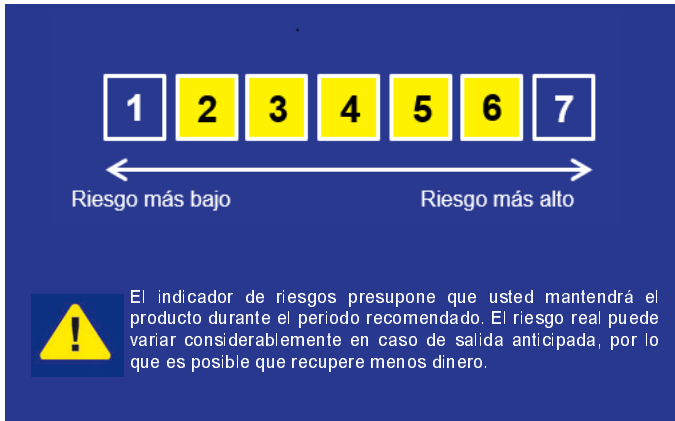 1 2 3 4 5 6 7
Riesgo más bajo Riesgo más alto
El indicador de riesgos presupone que usted mantendrá el
producto durante el periodo recomendado. El riesgo real puede
variar considerablemente en caso de salida anticipada, por lo
que es posible que recupere menos dinero.